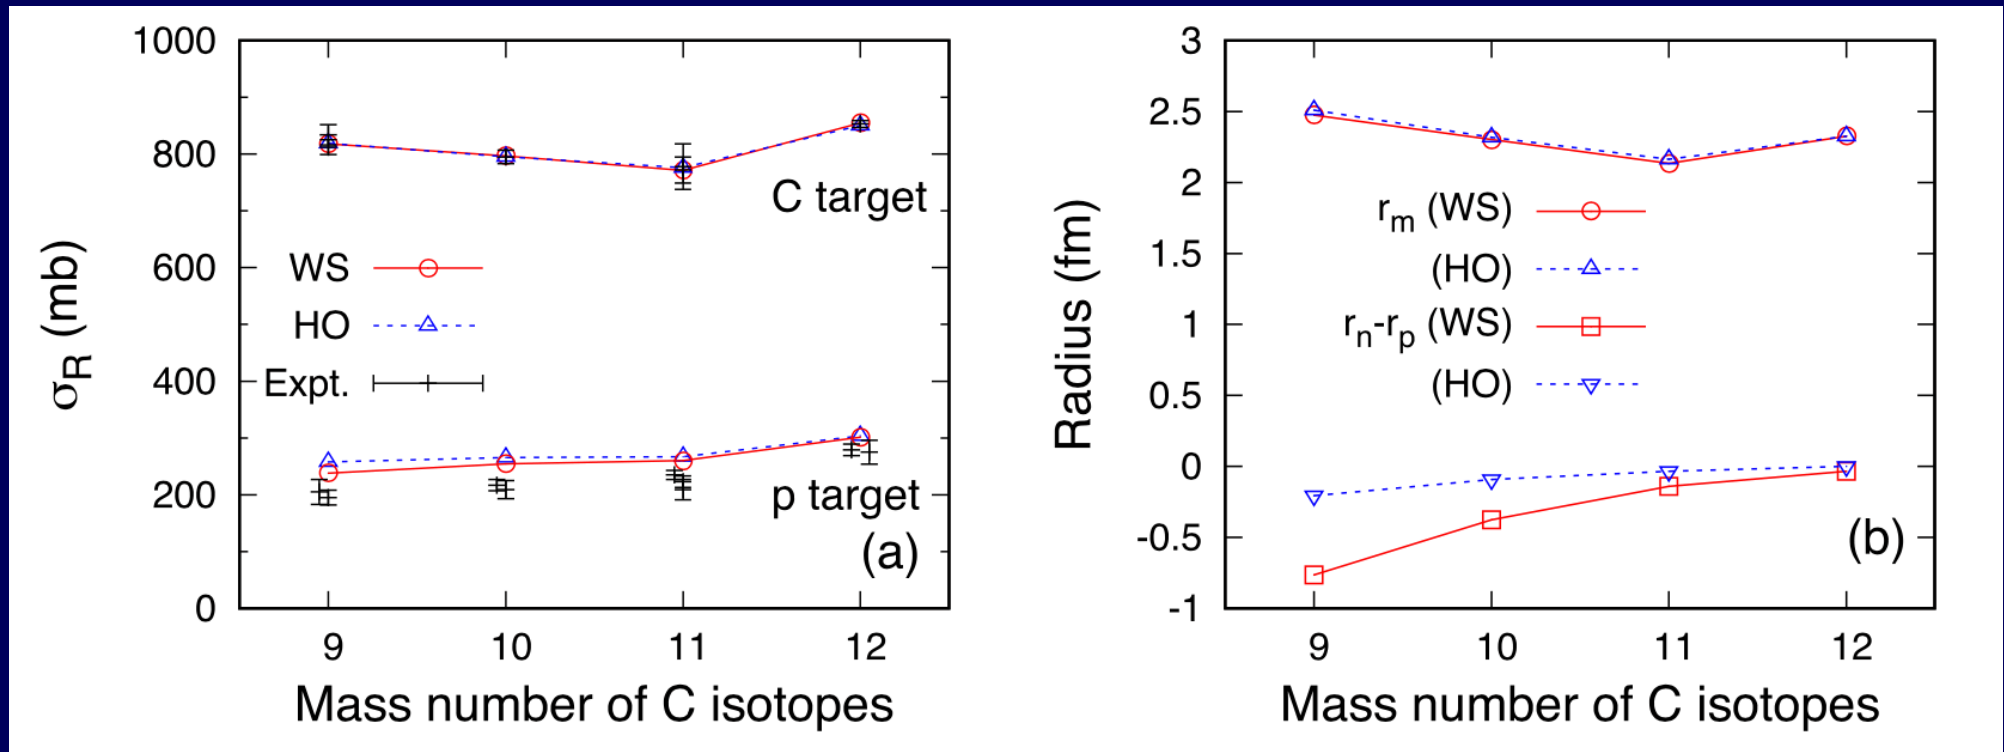 1000
800
600
400
200
0
σR (mb)
WS
HO
Expt.
C target
p target
(a)
9 10 11 12
Mass number of C isotopes
3
2.5
2
1.5
1
0.5
0
-0.5
-1
Radius (fm)
rm (WS)
(HO)
rn-rp (WS)
(HO)
(b)
9 10 11 12
Mass number of C isotopes